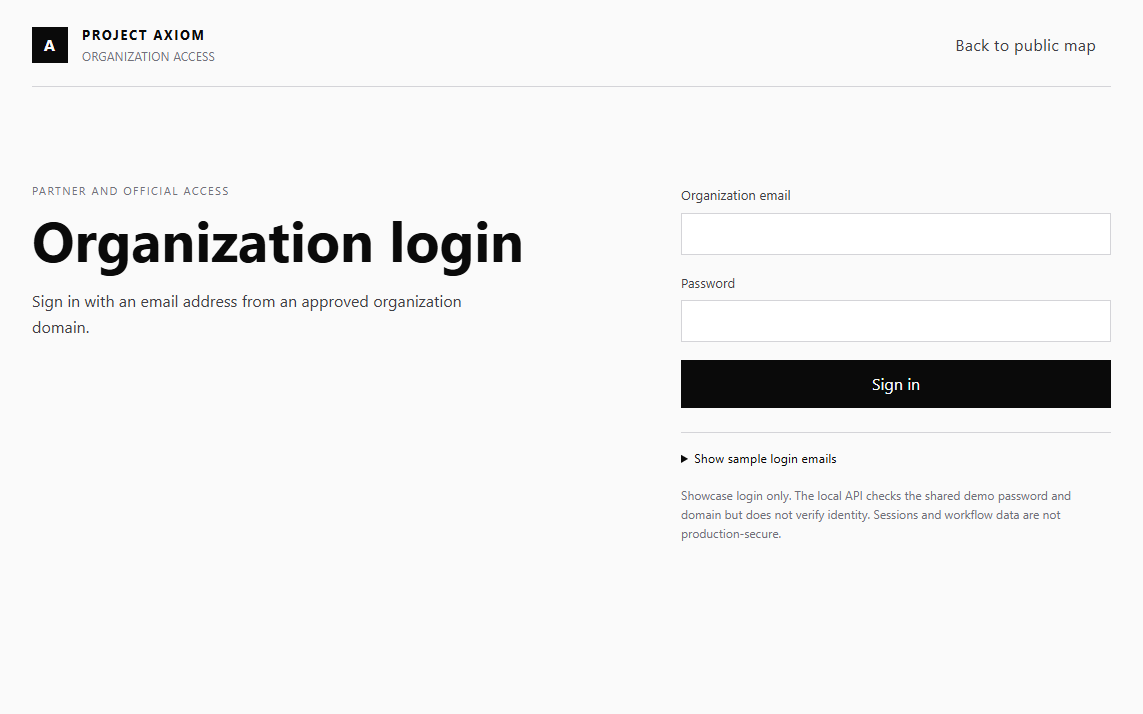 A
PROJECT AXIOM
ORGANIZATION ACCESS
Back to public map
PARTNER AND OFFICIAL ACCESS
Organization login
Sign in with an email address from an approved organization
domain.
Organization email
Password
Sign in
Show sample login emails
Showcase login only. The local API checks the shared demo password and
domain but does not verify identity. Sessions and workflow data are not
production-secure.